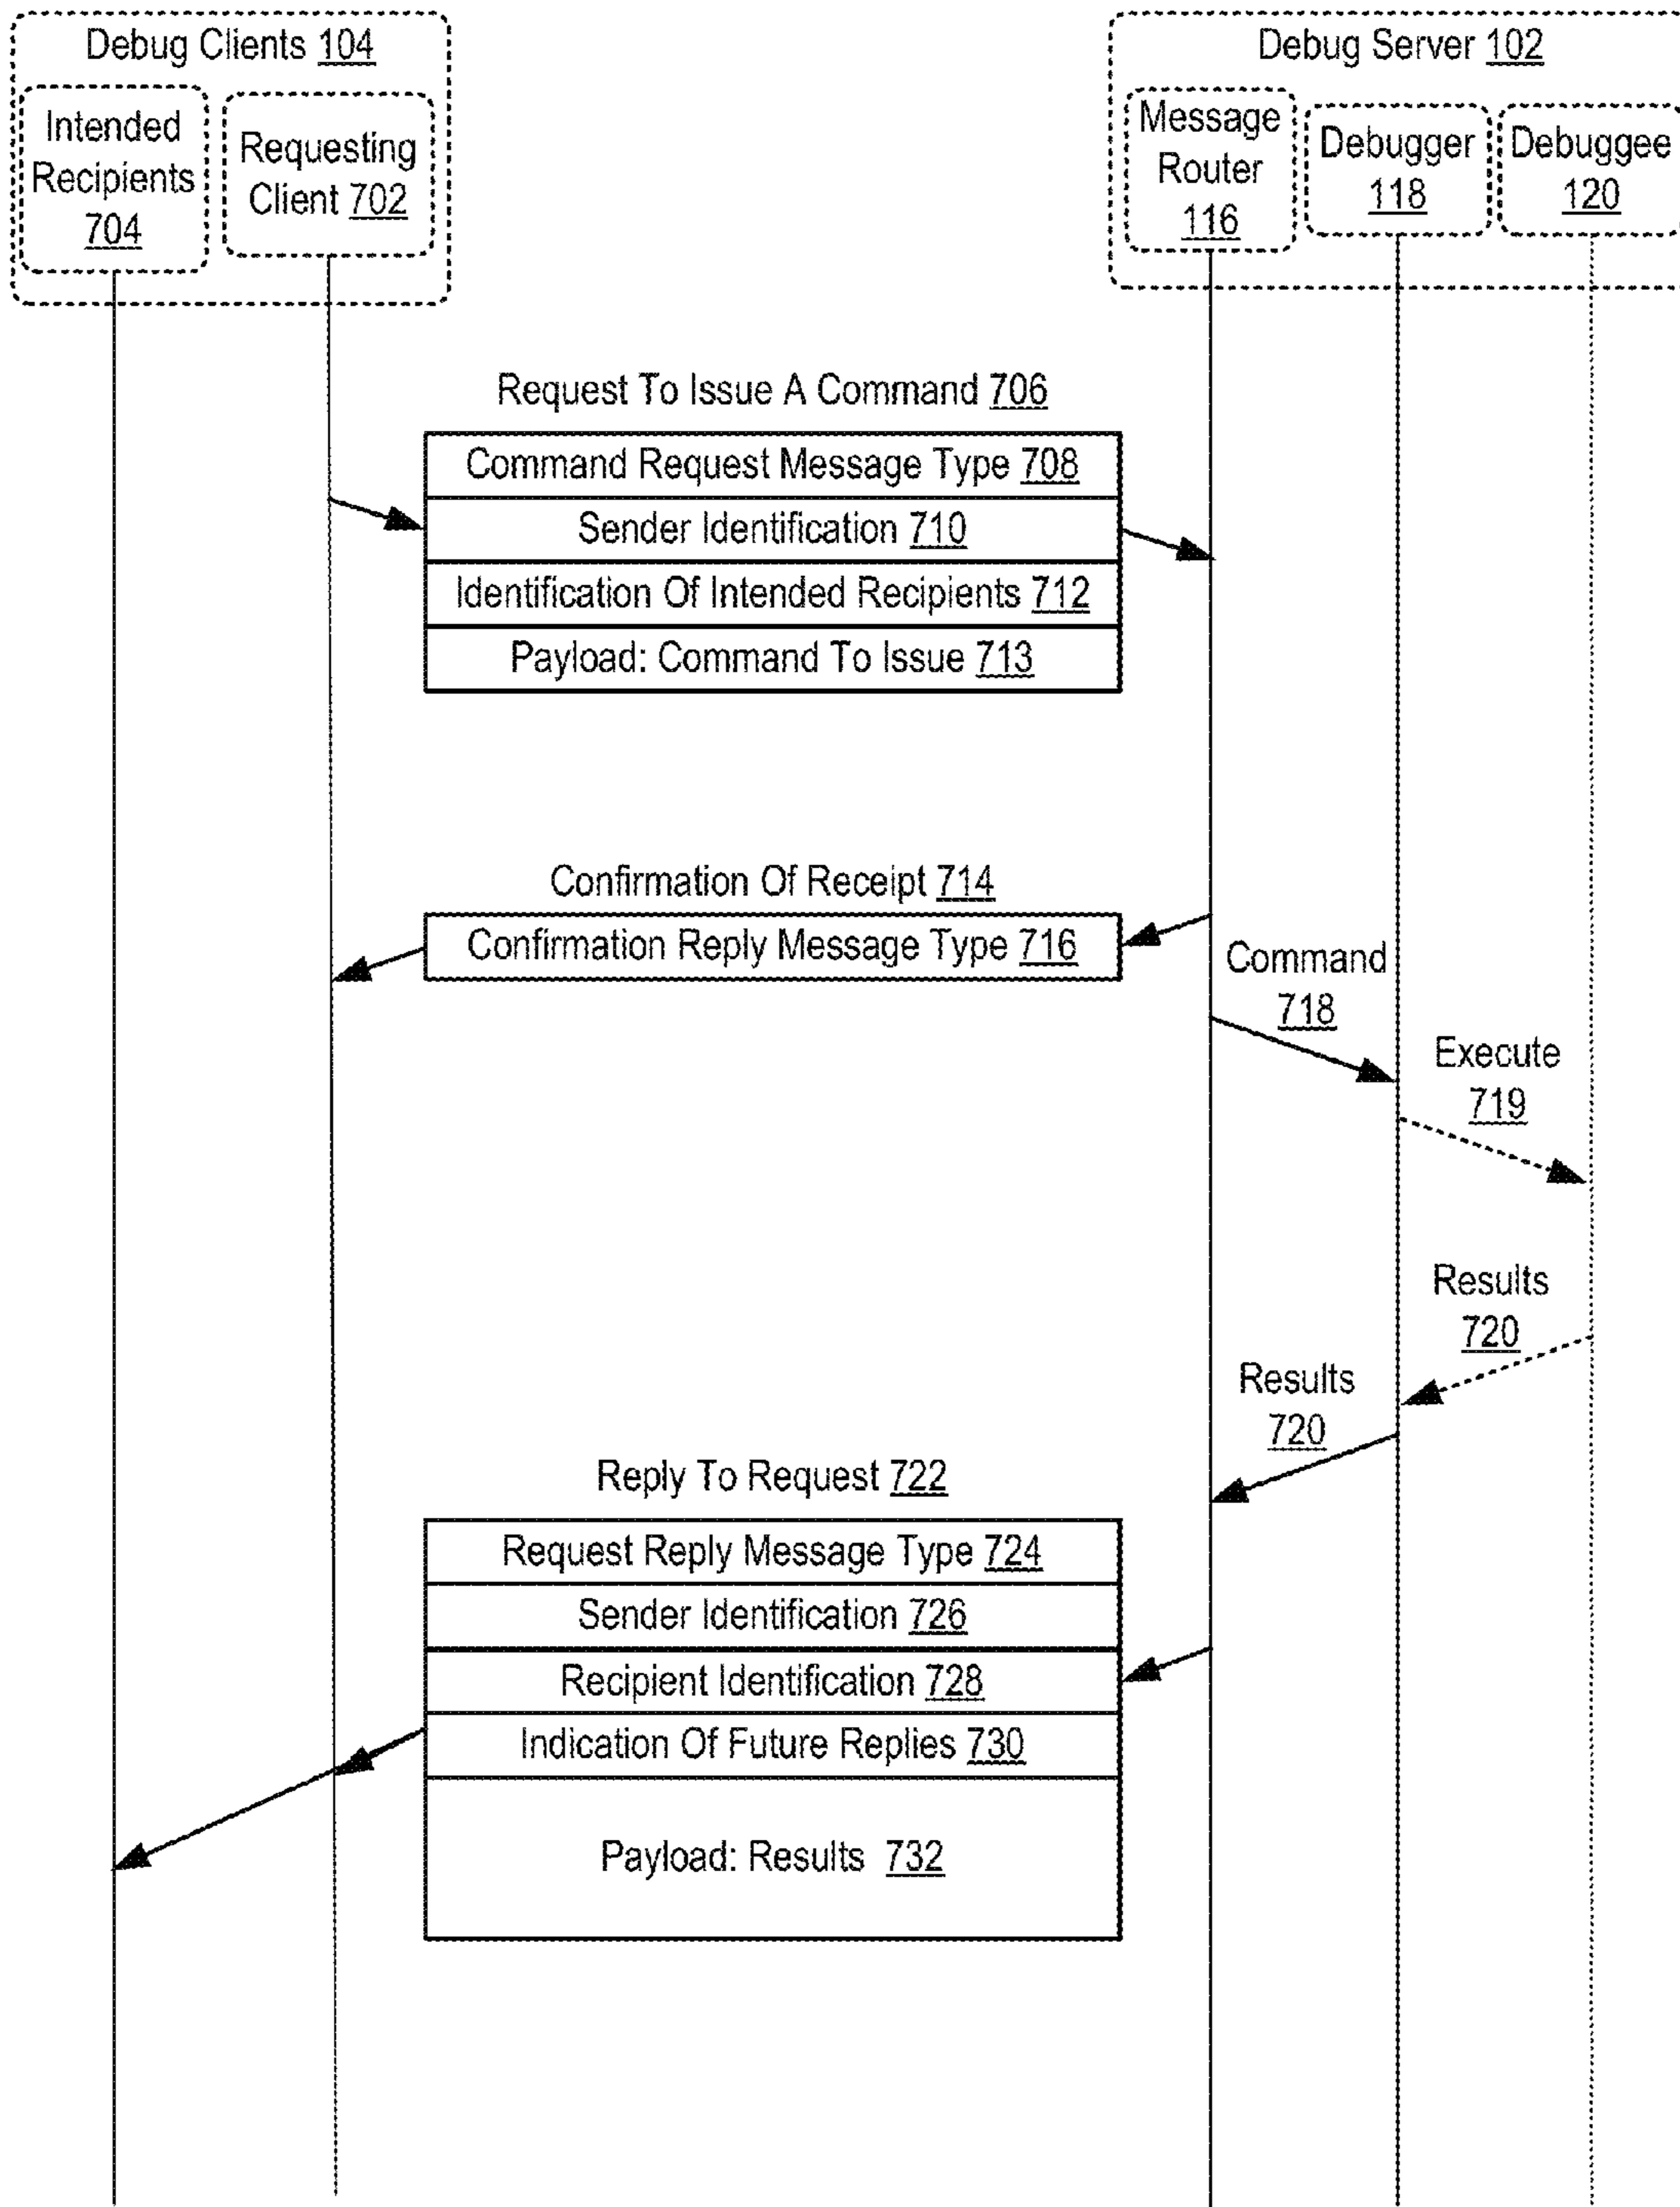 Debug Clients 104
Intended
Recipients
704
Requesting
Client 702
Debug Server 102
Message
Router
116
Debugger
118
Debuggee
120
Request To Issue A Command 706
Command Request Message Type 708
Sender Identification 710
Identification Of Intended Recipients 712
Payload: Command To Issue 713
Confirmation Of Receipt 714
Confirmation Reply Message Type 716
Command
718
Execute
719
Results
720
Results
720
Reply To Request 722
Request Reply Message Type 724
Sender Identification 726
Recipient Identification 728
Indication Of Future Replies 730
Payload: Results 732